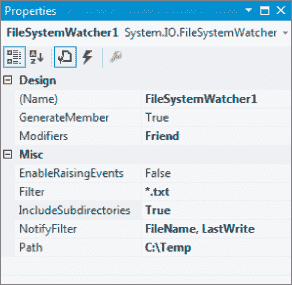 Properties
FileSystemWatcher1 System.IO.FileSystemWatcher
Design
(Name) FileSystemWatcher1
GenerateMember True
Modifiers Friend
Misc
EnableRaisingEvents False
Filter *.txt
IncludeSubdirectories True
NotifyFilter FileName, LastWrite
Path C:\Temp